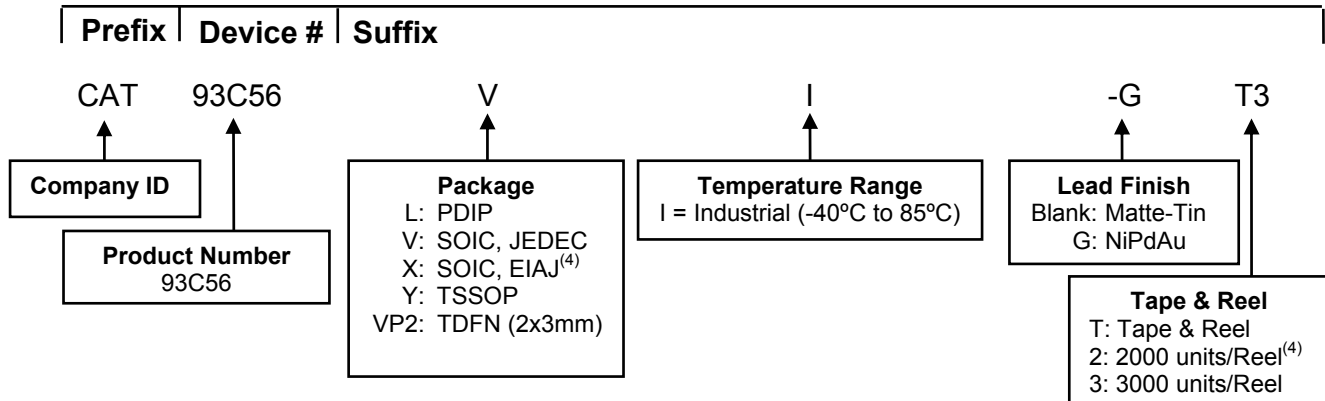 Prefix Device # Suffix
CAT 93C56 V I -G T3
Company ID
Product Number
93C56
Package
L: PDIP
V: SOIC, JEDEC
X: SOIC, EIAJ(4)
Y: TSSOP
VP2: TDFN (2x3mm)
Temperature Range
I = Industrial (-40ºC to 85ºC)
Lead Finish
Blank: Matte-Tin
G: NiPdAu
Tape & Reel
T: Tape & Reel
2: 2000 units/Reel(4)
3: 3000 units/Reel